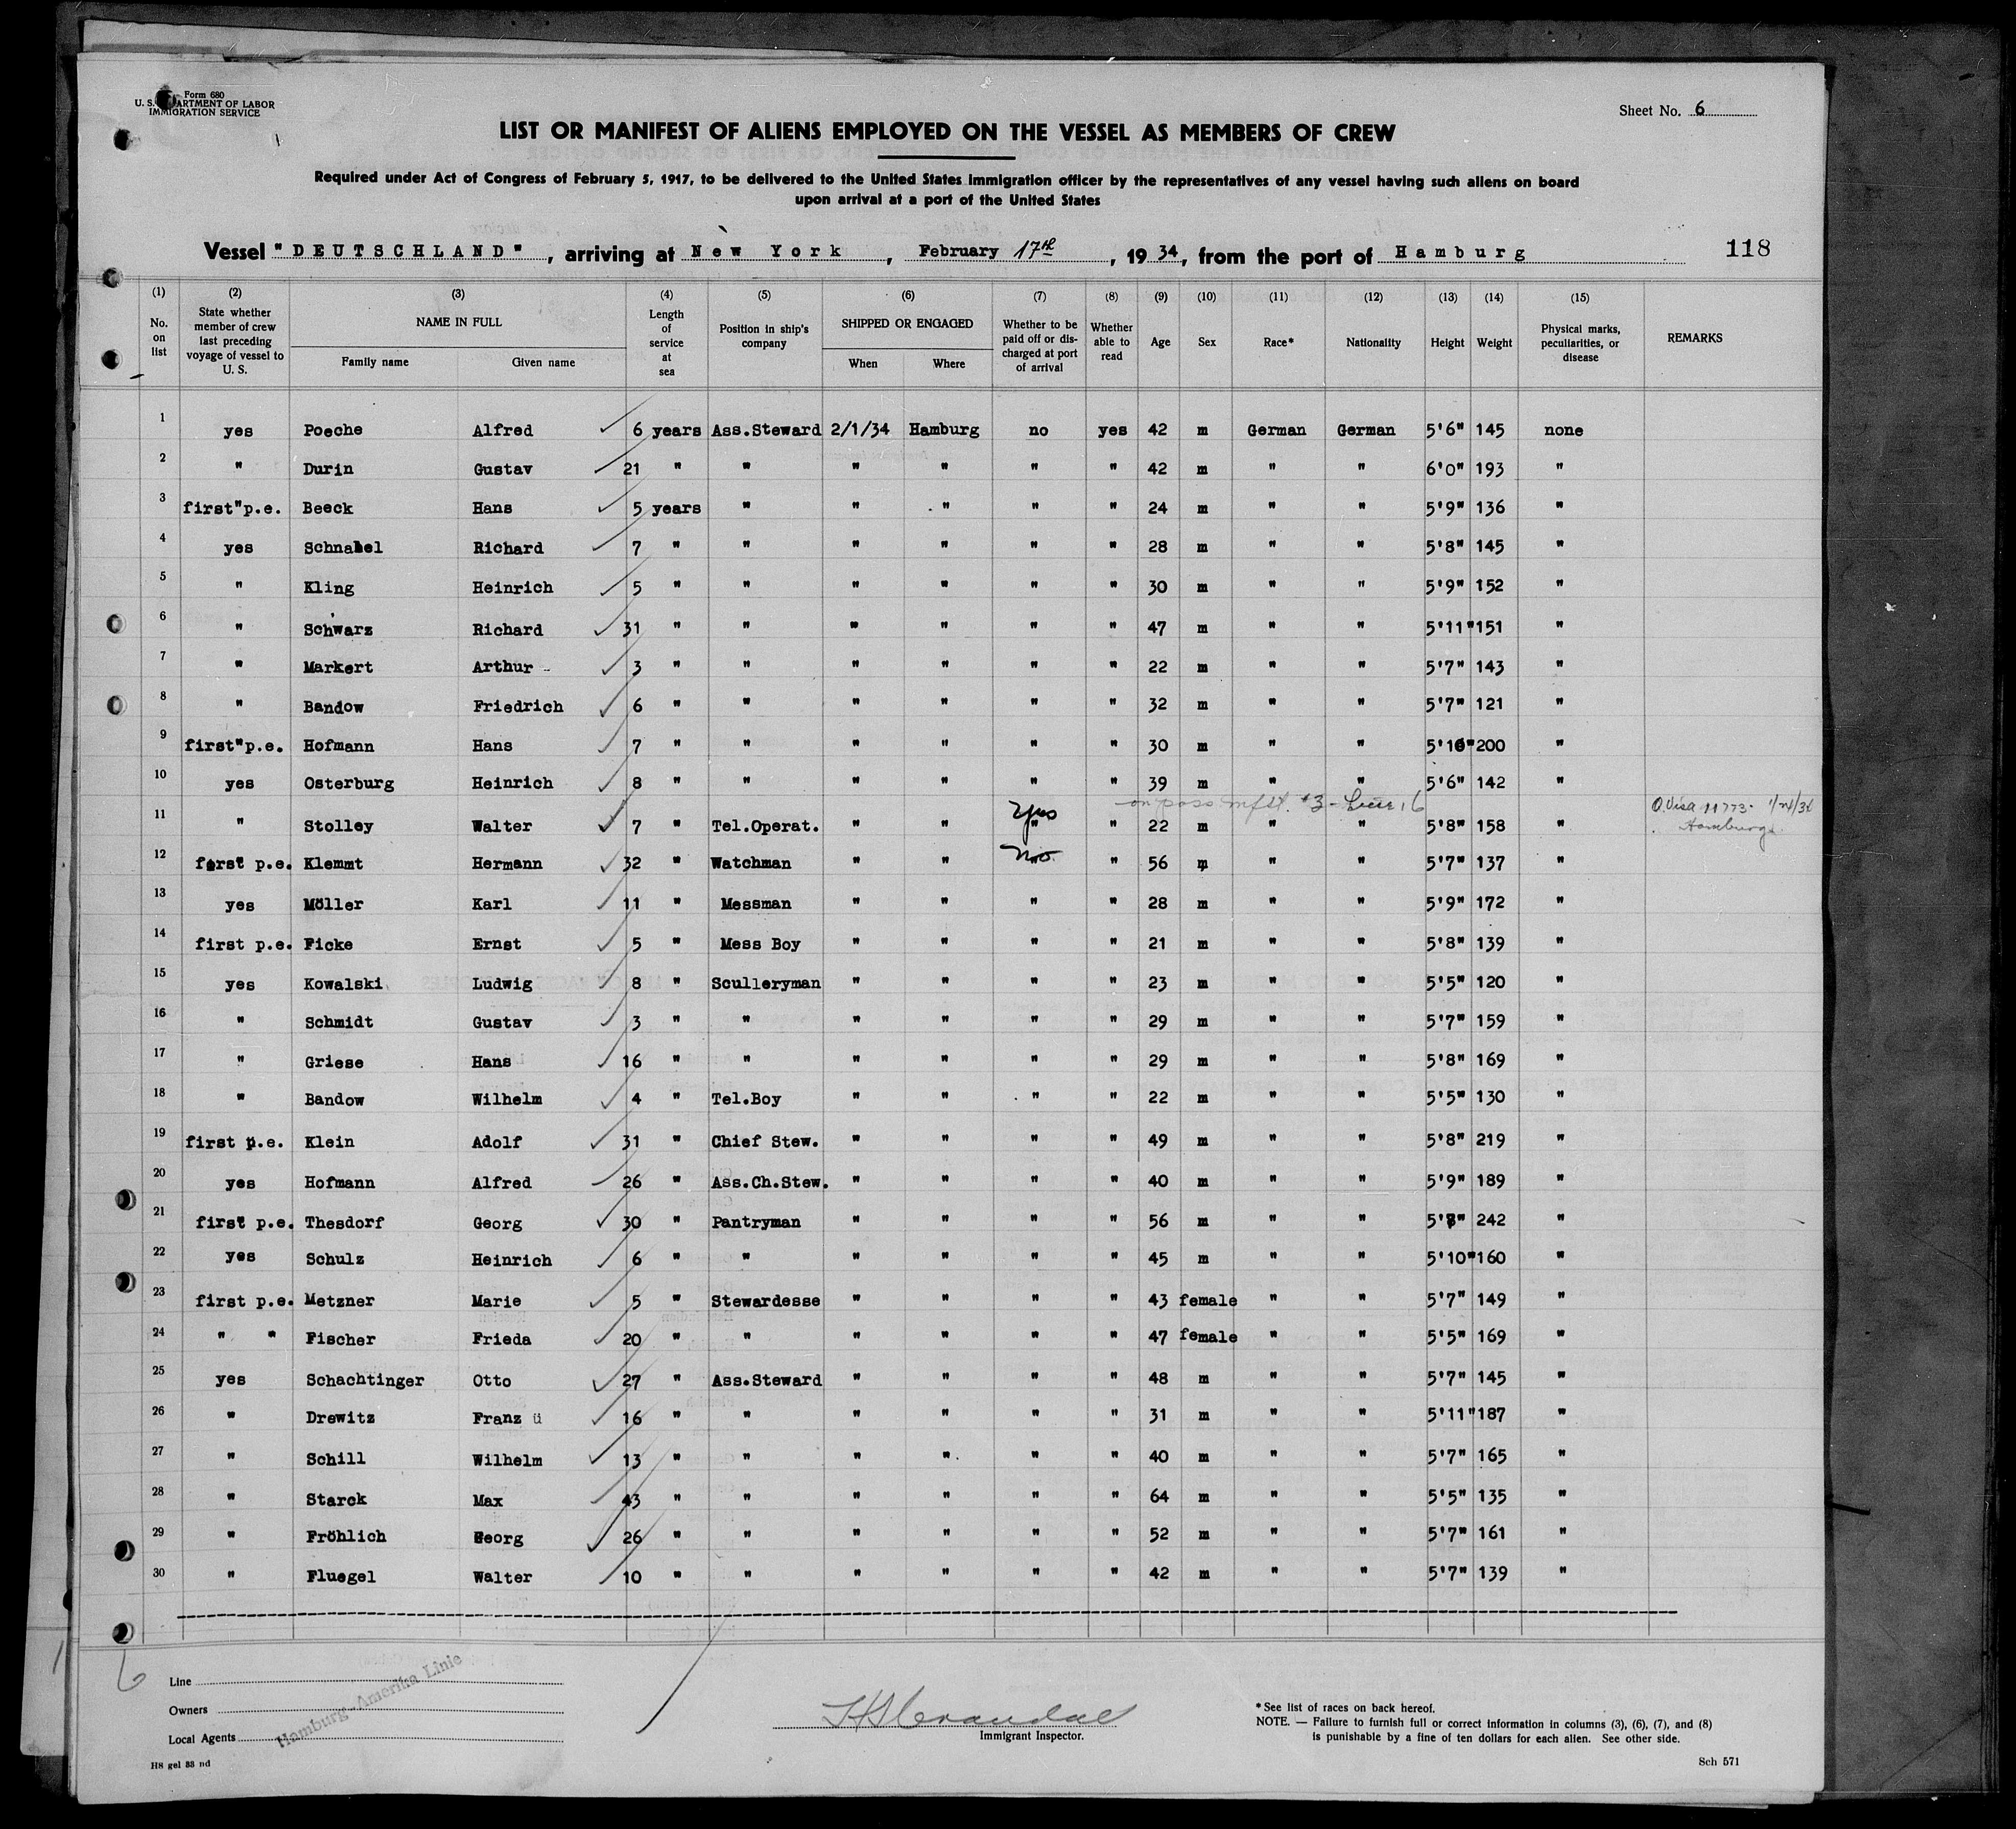 Form 680
U. S. DEPARTMENT OF LABOR
IMMIGRATION SERVICE
Sheet No. 6
LIST OR MANIFEST OF ALIENS EMPLOYED ON THE VESSEL AS MEMBERS OF CREW
Required under Act of Congress of February 5, 1917, to be delivered to the United States immigration officer by the representatives of any vessel having such aliens on board
upon arrival at a port of the United States
Vessel "DEUTSCHLAND", arriving at New York, February 17th, 1934, from the port of Hamburg 118
(1) No. on list (2) State whether member of crew last preceding voyage of vessel to U. S. (3) NAME IN FULL Family name Given name (4) Length of service at sea (5) Position in ship's company (6) SHIPPED OR ENGAGED When Where (7) Whether to be paid off or discharged at port of arrival (8) Whether able to read (9) Age (10) Sex (11) Race* (12) Nationality (13) Height (14) Weight (15) Physical marks, peculiarities, or disease REMARKS
1 yes Poeche Alfred 6 years Ass.Steward 2/1/34 Hamburg no yes 42 m German German 5'6" 145 none
2 " Durin Gustav 21 " " " " " " 42 m " " 6'0" 193 "
3 first"p.e. Beeck Hans 5 years " " " " " 24 m " " 5'9" 136 "
4 yes Schnabel Richard 7 " " " " " " 28 m " " 5'8" 145 "
5 " Kling Heinrich 5 " " " " " " 30 m " " 5'9" 152 "
6 " Schwarz Richard 31 " " " " " " 47 m " " 5'11" 151 "
7 " Markert Arthur 3 " " " " " " 22 m " " 5'7" 143 "
8 " Bandow Friedrich 6 " " " " " " 32 m " " 5'7" 121 "
9 first"p.e. Hofmann Hans 7 " " " " " " 30 m " " 5'10" 200 "
10 yes Osterburg Heinrich 8 " " " " " " 39 m " " 5'6" 142 "
on pass mfst. #3 - Line 16
11 " Stolley Walter 7 " Tel.Operat. " " yes " 22 m " " 5'8" 158 " Q.Visa 11773- Hamburg
12 first p.e. Klemmt Hermann 32 " Watchman " " no " 56 m " " 5'7" 137 "
13 yes Möller Karl 11 " Messman " " " " 28 m " " 5'9" 172 "
14 first p.e. Ficke Ernst 5 " Mess Boy " " " " 21 m " " 5'8" 139 "
15 yes Kowalski Ludwig 8 " Sculleryman " " " " 23 m " " 5'5" 120 "
16 " Schmidt Gustav 3 " " " " " " 29 m " " 5'7" 159 "
17 " Griese Hans 16 " " " " " " 29 m " " 5'8" 169 "
18 " Bandow Wilhelm 4 " Tel.Boy " " " " 22 m " " 5'5" 130 "
19 first p.e. Klein Adolf 31 " Chief Stew. " " " " 49 m " " 5'8" 219 "
20 yes Hofmann Alfred 26 " Ass.Ch.Stew. " " " " 40 m " " 5'9" 189 "
21 first p.e. Thesdorf Georg 30 " Pantryman " " " " 56 m " " 242 "
22 yes Schulz Heinrich 6 " " " " " " 45 m " " 5'10" 160 "
23 first p.e. Metzner Marie 5 " Stewardesse " " " " 43 female " " 5'7" 149 "
24 " " Fischer Frieda 20 " " " " " " 47 female " " 5'5" 169 "
25 yes Schachtinger Otto 27 " Ass.Steward " " " " 48 m " " 5'7" 145 "
26 " Drewitz Franz ü 16 " " " " " " 31 m " " 5'11" 187 "
27 " Schill Wilhelm 13 " " " " " " 40 m " " 5'7" 165 "
28 " Starck Max 43 " " " " " " 64 m " " 5'5" 135 "
29 " Fröhlich Georg 26 " " " " " " 52 m " " 5'7" 161 "
30 " Fluegel Walter 10 " " " " " " 42 m " " 5'7" 139 "
6
Line
Owners
Local Agents
Hamburg-Amerika Linie
H8 gel 33 nd
HSCrandal
Immigrant Inspector.
* See list of races on back hereof.
NOTE. — Failure to furnish full or correct information in columns (3), (6), (7), and (8)
is punishable by a fine of ten dollars for each alien. See other side.
Sch 571